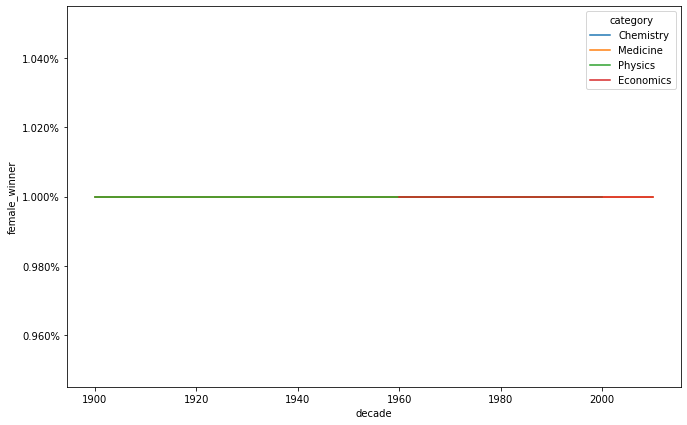 category
Chemistry
Medicine
Physics
Economics
1.040%
1.020%
1.000%
0.980%
0.960%
female_winner
1900 1920 1940 1960 1980 2000
decade